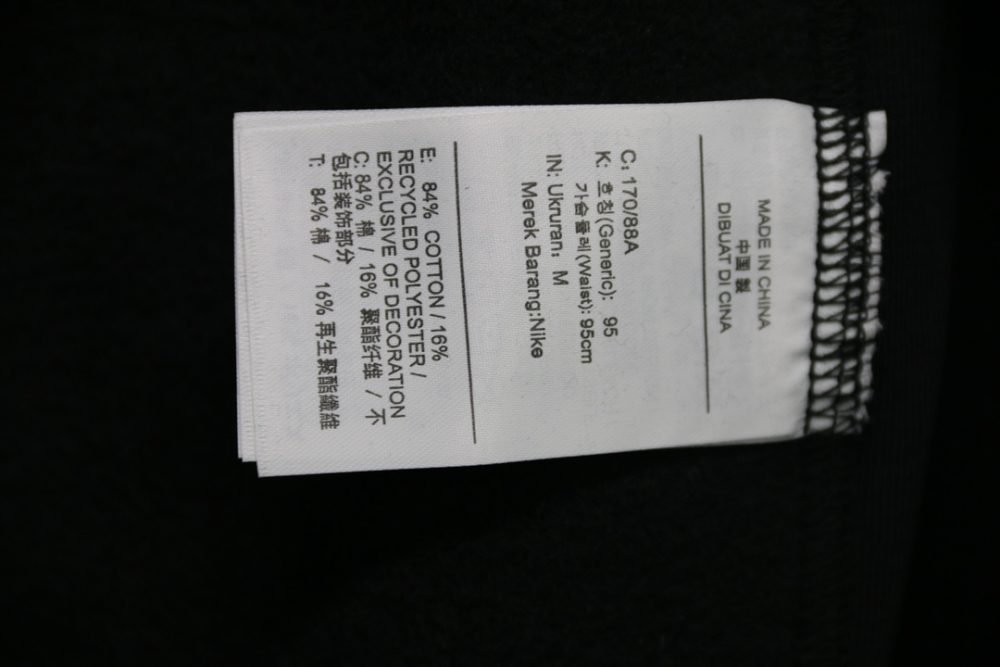 MADE IN CHINA
中国 製
DIBUAT DI CINA
C: 170/88A
K: 호칭(Generic): 95
가슴둘레(Waist): 95cm
IN: Ukruran: M
Merek Barang:Nike
E: 84% COTTON / 16%
RECYCLED POLYESTER /
EXCLUSIVE OF DECORATION
C: 84% 棉 / 16% 聚酯纤维 / 不
包括装饰部分
T: 84% 棉 / 16% 再生聚酯纖維